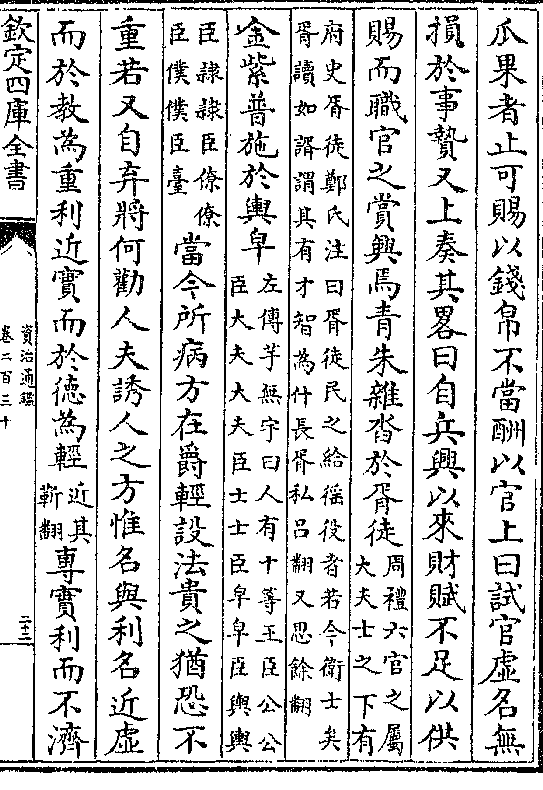 瓜果者止可賜以錢帛不當酬以官上曰試官虛名無
損於事贄又上奏其畧曰自兵興以來財賦不足以供
賜而職官之賞興焉青朱雜沓於胥徒
周禮六官之屬
大夫士之下有
府史胥徒鄭氏注曰胥徒民之給徭役者若今衛士矣
胥讀如諝謂其有才智為什長胥私呂翻又思餘翻
金紫普施於輿皁
左傳芋無宇曰人有十等王臣公公
臣大夫大夫臣士士臣皁皁臣輿輿
臣隷隷臣僚僚
臣僕僕臣臺
當今所病方在爵輕設法貴之猶恐不
重若又自弃將何勸人夫誘人之方惟名與利名近虛
而於教為重利近實而於德為輕
近其
靳翻
專實利而不濟
欽定四庫全書
資治通鑑
卷二百三十
二十三